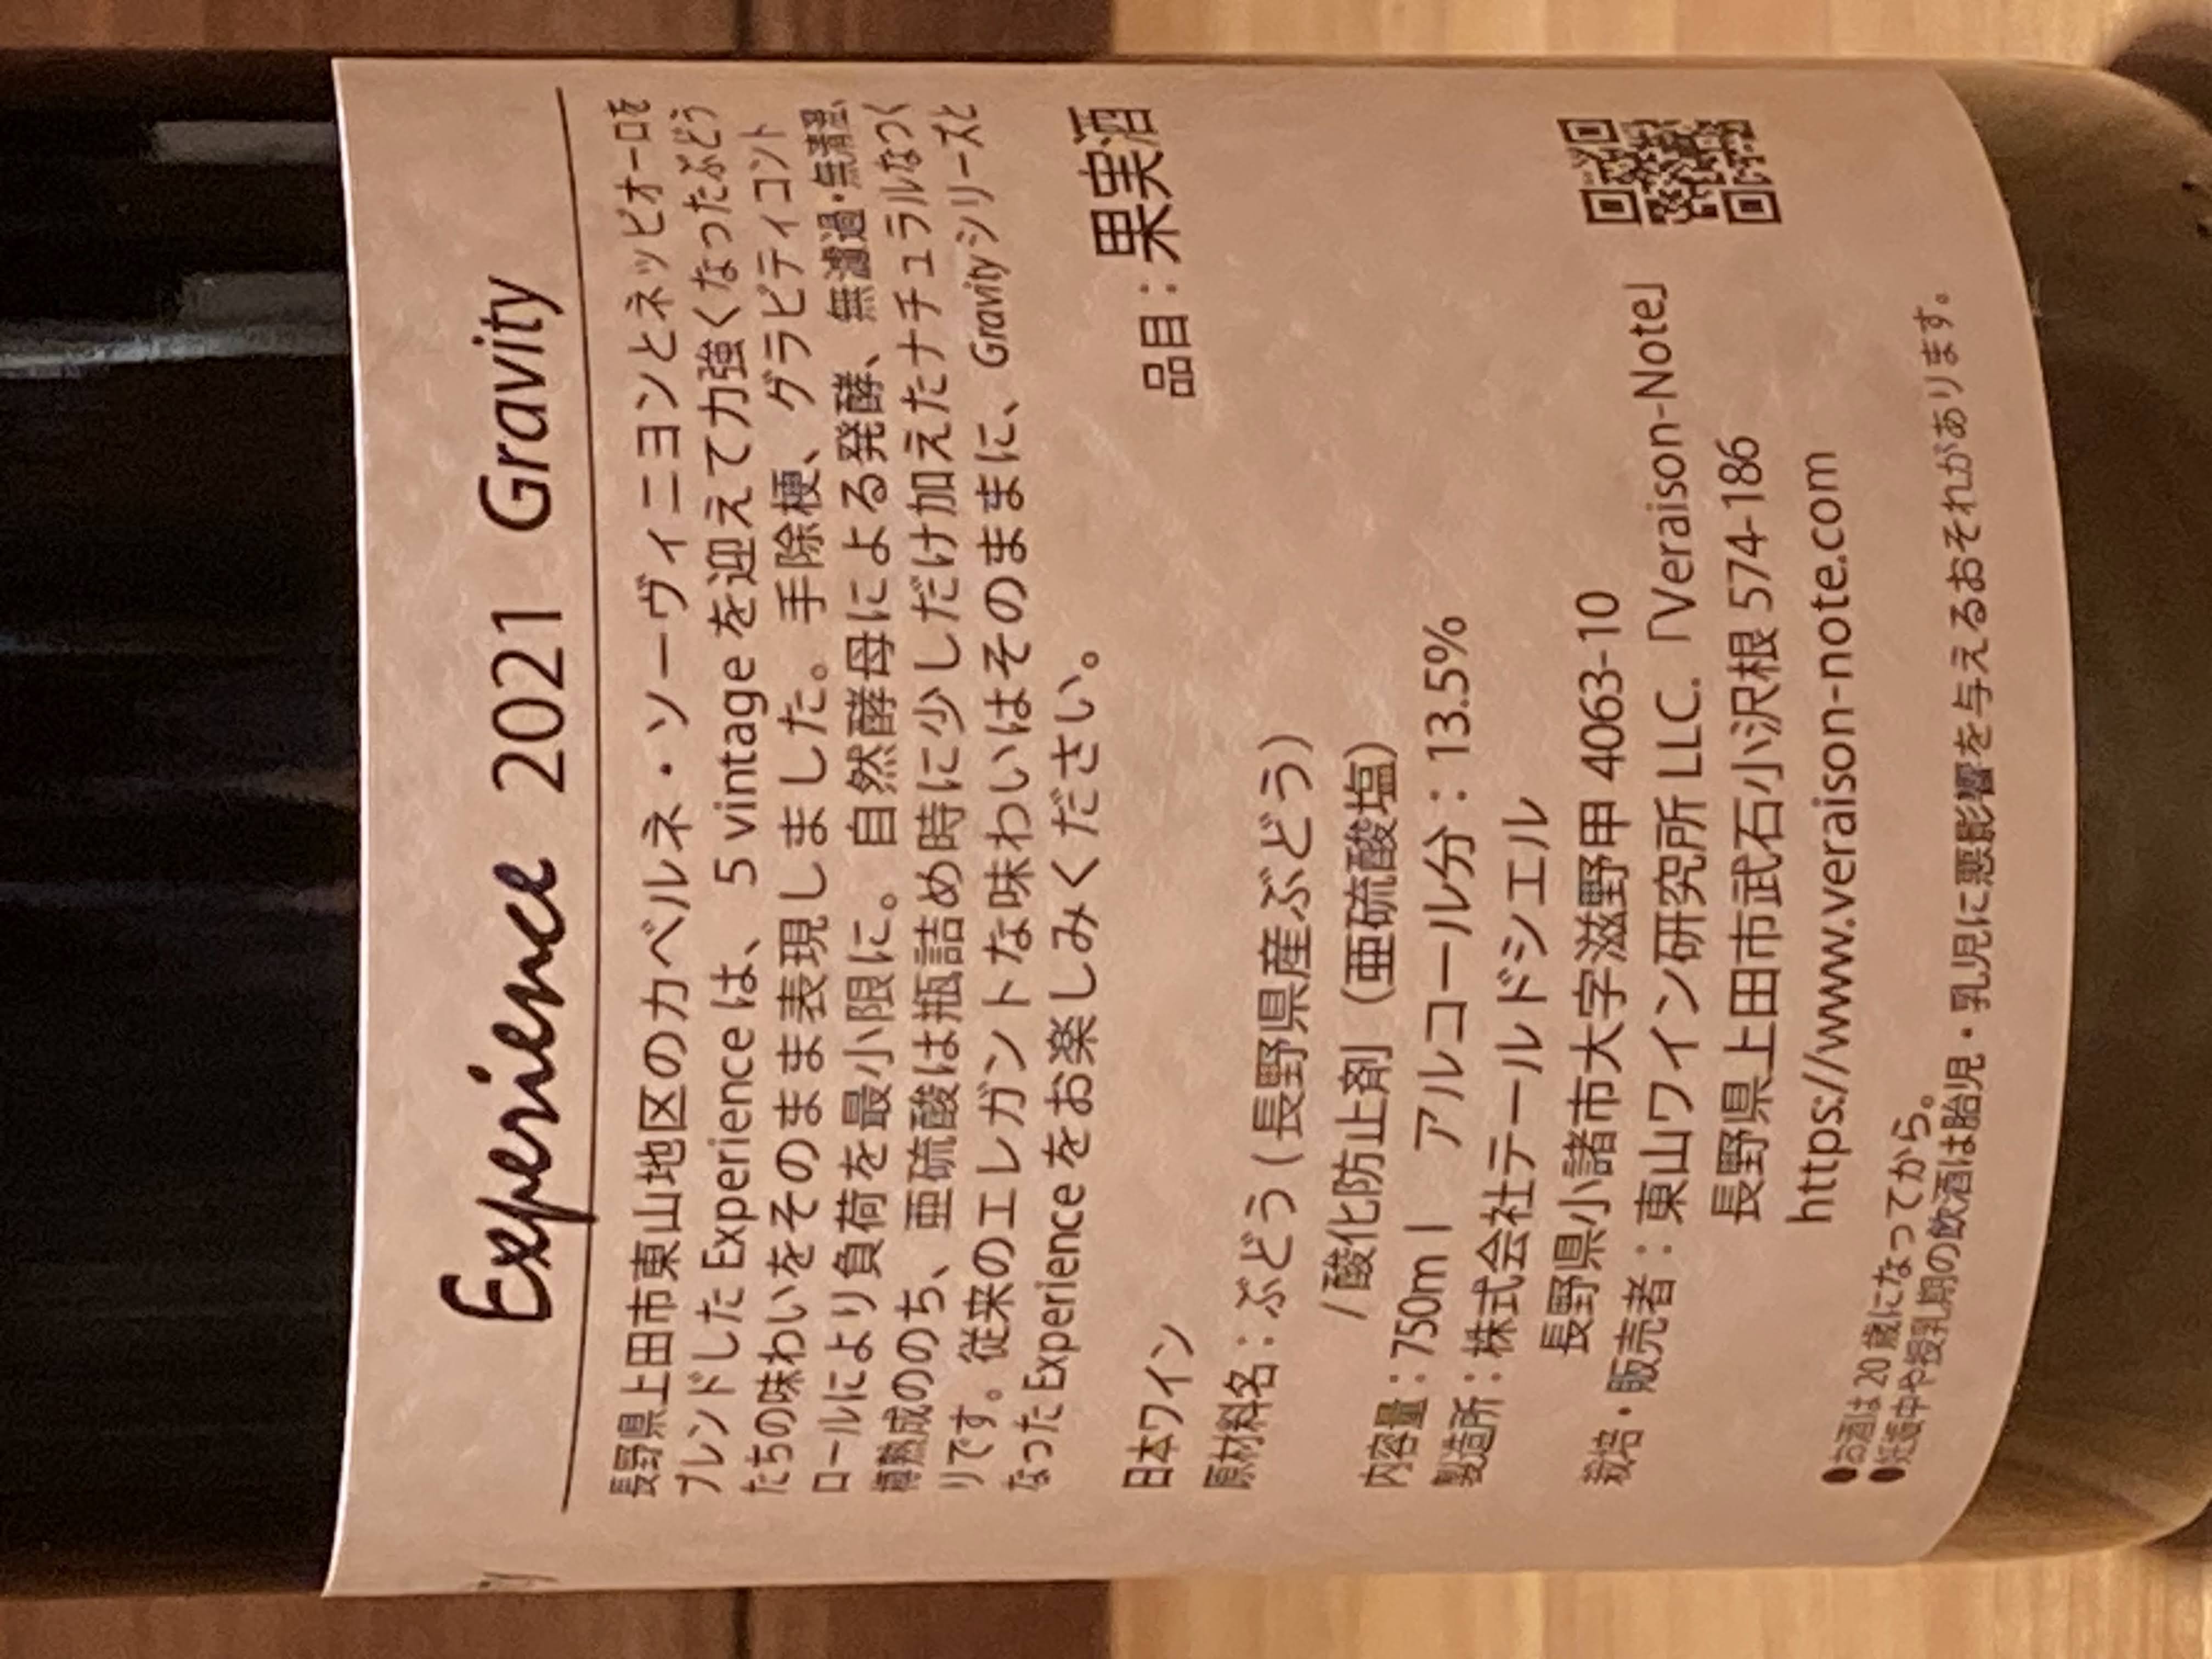 Experience 2021 Gravity
長野県上田市東山地区のカベルネ・ソーヴィニヨンとネッビオーロを
ブレンドした Experience は、5 vintage を迎えて力強くなったぶどう
たちの味わいをそのまま表現しました。手除梗、グラビティコント
ロールにより負荷を最小限に。自然酵母による発酵、無濾過・無清澄、
樽熟成ののち、亜硫酸は瓶詰め時に少しだけ加えたナチュラルなつく
りです。従来のエレガントな味わいはそのままに、Gravityシリーズと
なった Experience をお楽しみください。
日本ワイン
品目：果実酒
原材料名：ぶどう（長野県産ぶどう）
/ 酸化防止剤（亜硫酸塩）
内容量：750ml アルコール分：13.5%
製造所：株式会社テールドシエル
長野県小諸市大字滋野甲 4063-10
栽培・販売者：東山ワイン研究所 LLC.「Veraison-Note」
長野県上田市武石小沢根 574-186
https://www.veraison-note.com
●お酒は 20 歳になってから。
●妊娠中や授乳期の飲酒は胎児・乳児に悪影響を与えるおそれがあります。